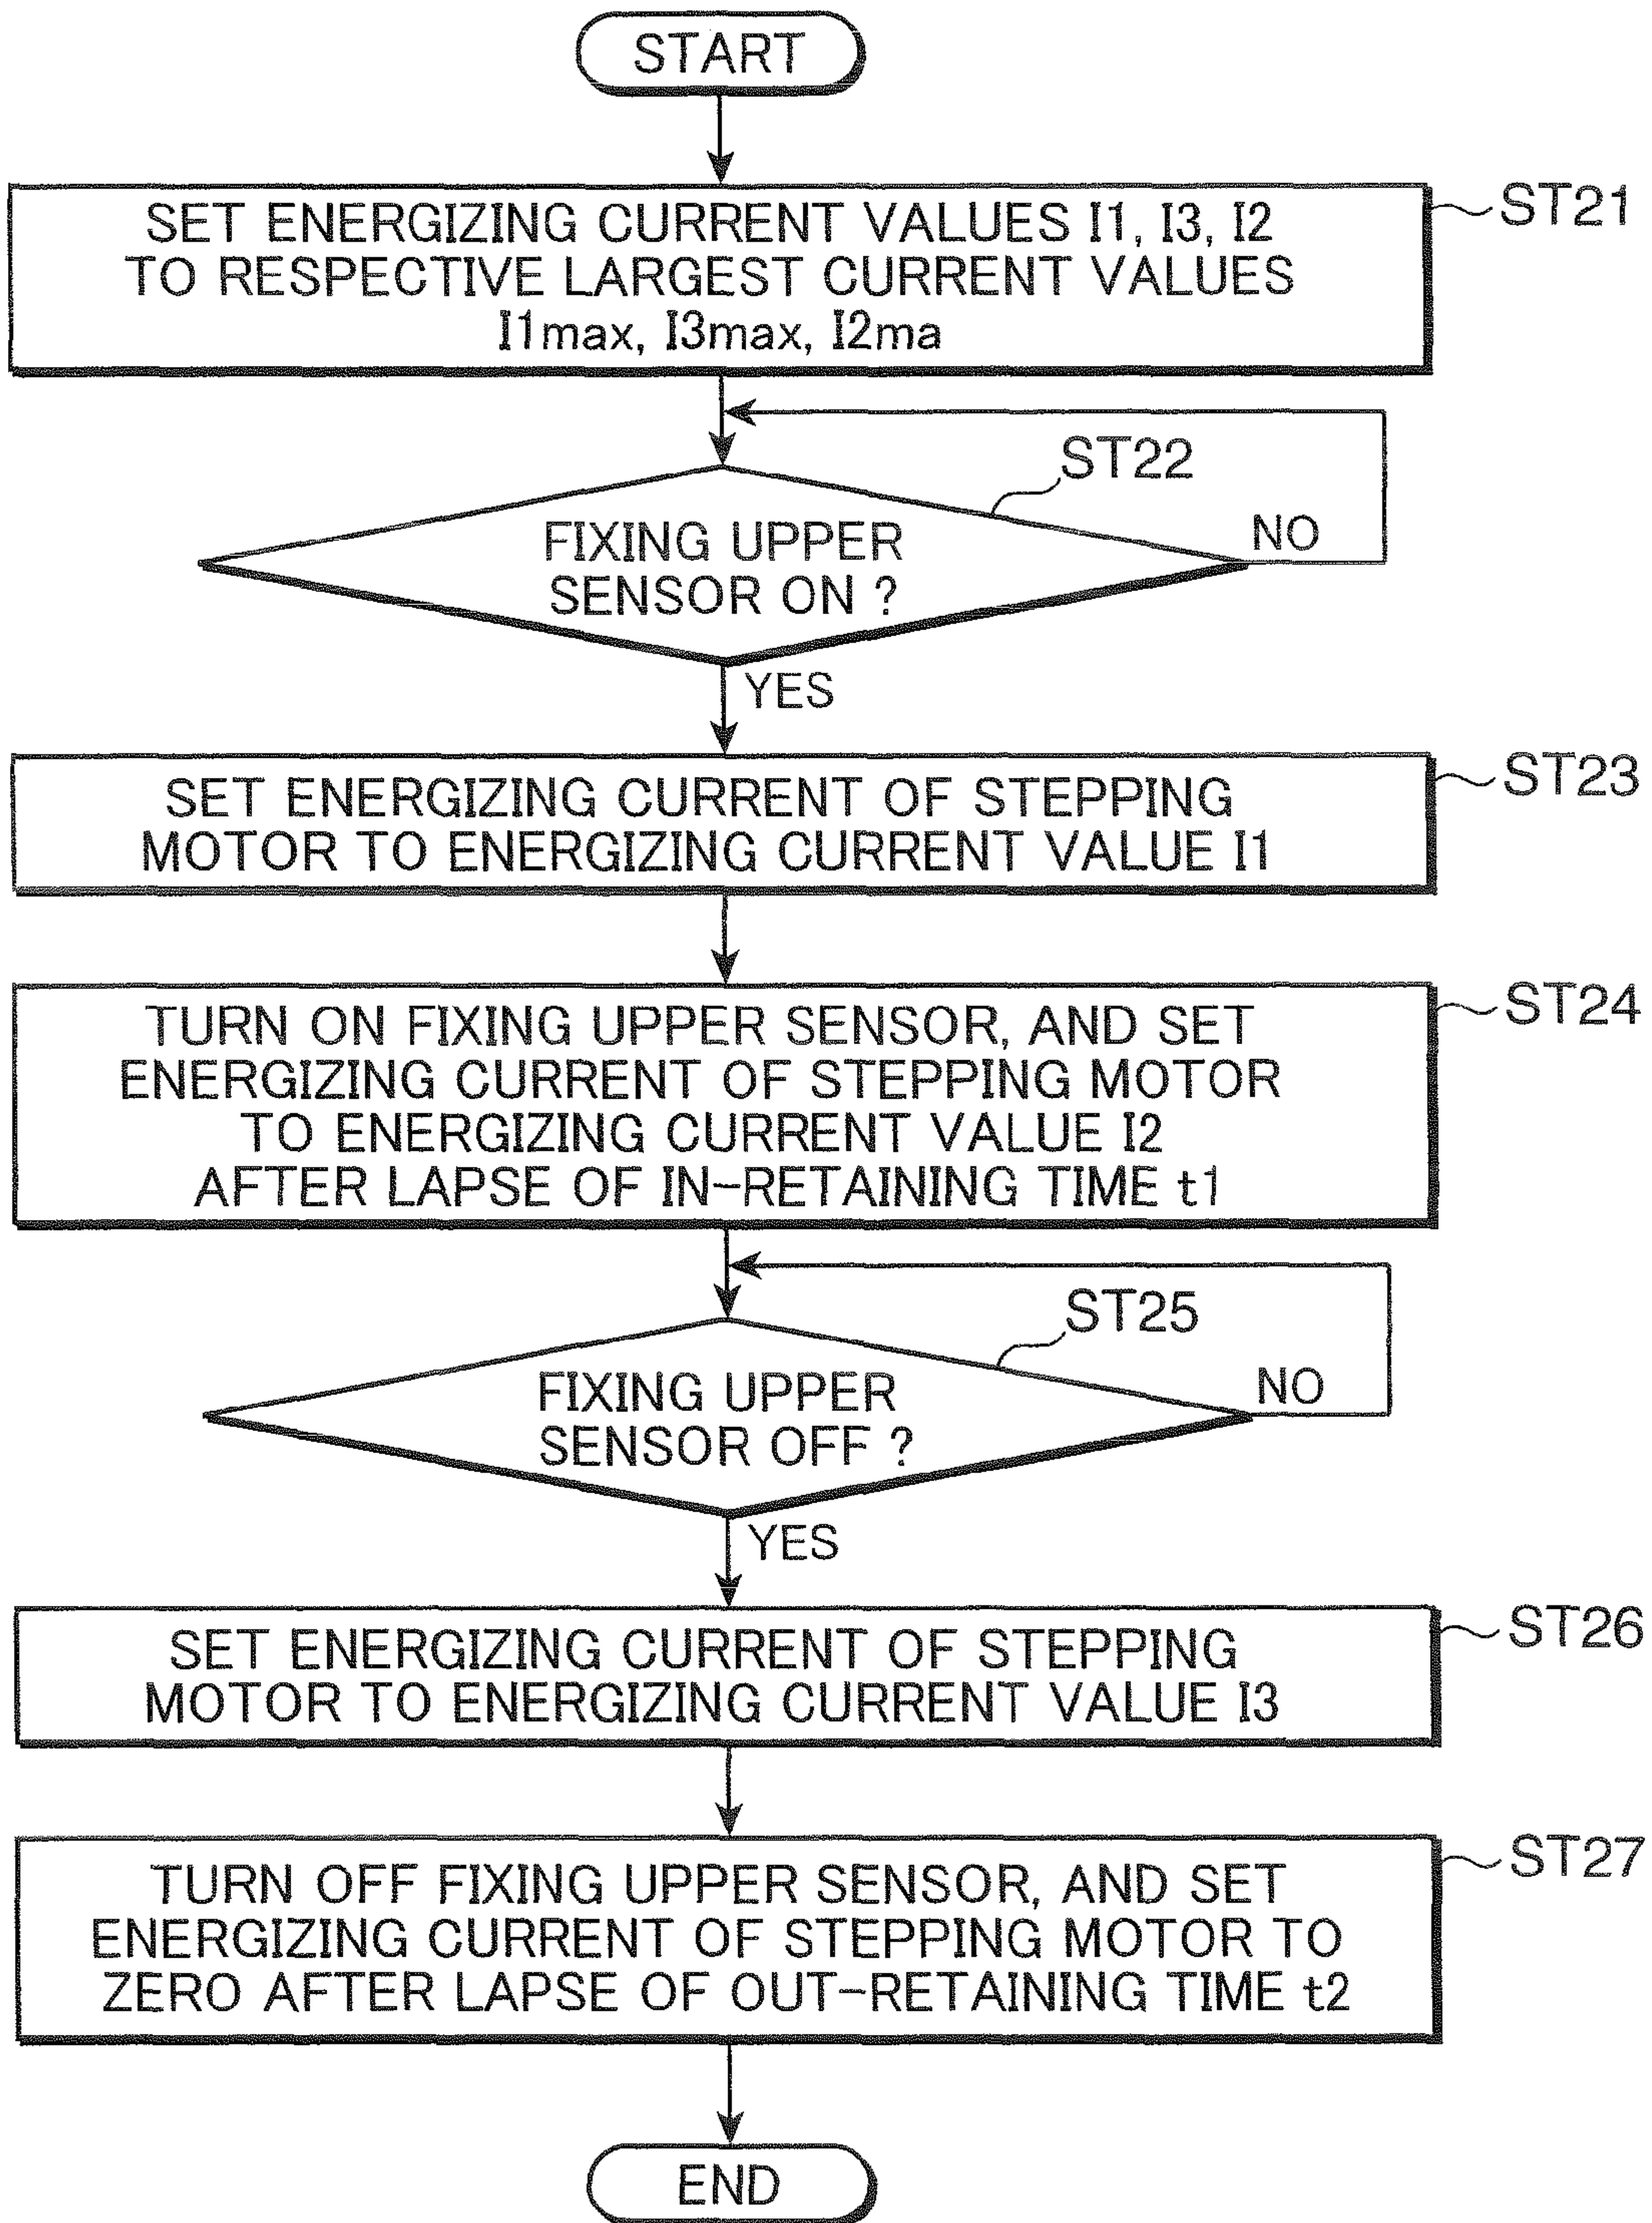 START
SET ENERGIZING CURRENT VALUES I1, I3, I2
TO RESPECTIVE LARGEST CURRENT VALUES
I1max, I3max, I2ma
ST21
ST22
FIXING UPPER
SENSOR ON ?
NO
YES
SET ENERGIZING CURRENT OF STEPPING
MOTOR TO ENERGIZING CURRENT VALUE I1
ST23
TURN ON FIXING UPPER SENSOR, AND SET
ENERGIZING CURRENT OF STEPPING MOTOR
TO ENERGIZING CURRENT VALUE I2
AFTER LAPSE OF IN-RETAINING TIME t1
ST24
ST25
FIXING UPPER
SENSOR OFF ?
NO
YES
SET ENERGIZING CURRENT OF STEPPING
MOTOR TO ENERGIZING CURRENT VALUE I3
ST26
TURN OFF FIXING UPPER SENSOR, AND SET
ENERGIZING CURRENT OF STEPPING MOTOR TO
ZERO AFTER LAPSE OF OUT-RETAINING TIME t2
ST27
END